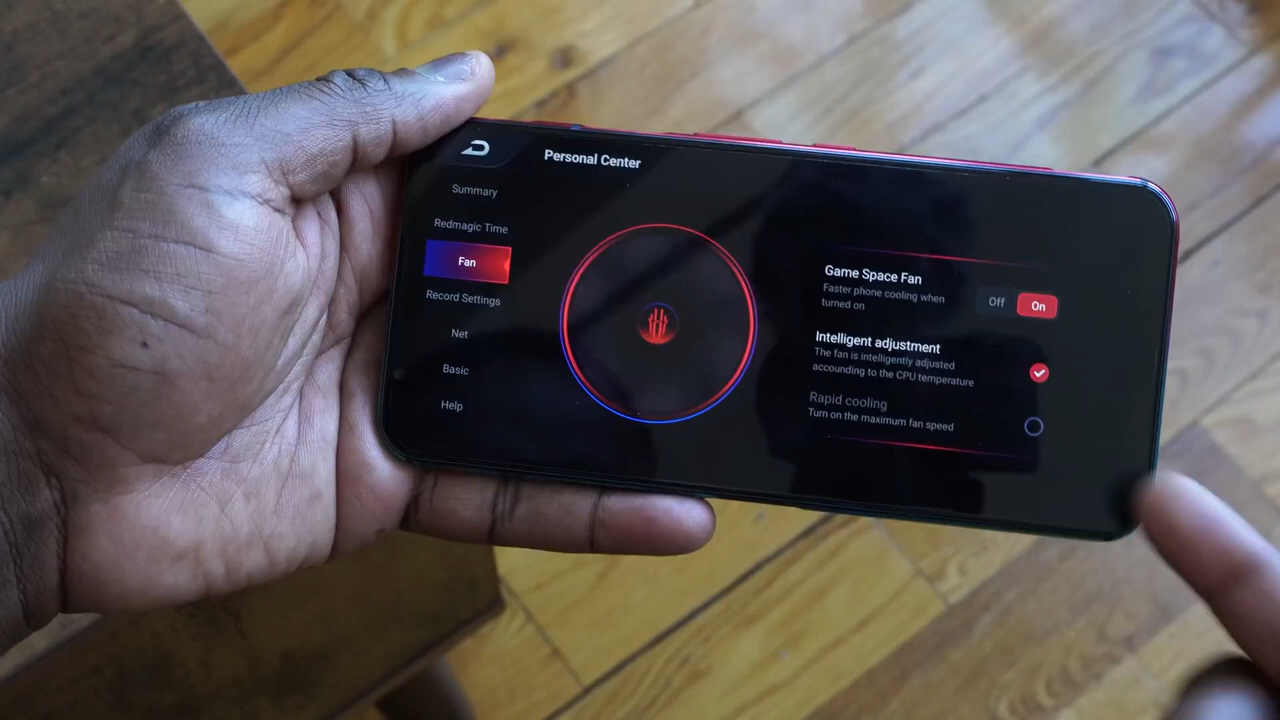 Personal Center
Summary
Redmagic Time
Fan
Record Settings
Net
Basic
Help
Game Space Fan
Faster phone cooling when
turned on
Off
On
Intelligent adjustment
The fan is intelligently adjusted
accounding to the CPU temperature
Rapid cooling
Turn on the maximum fan speed